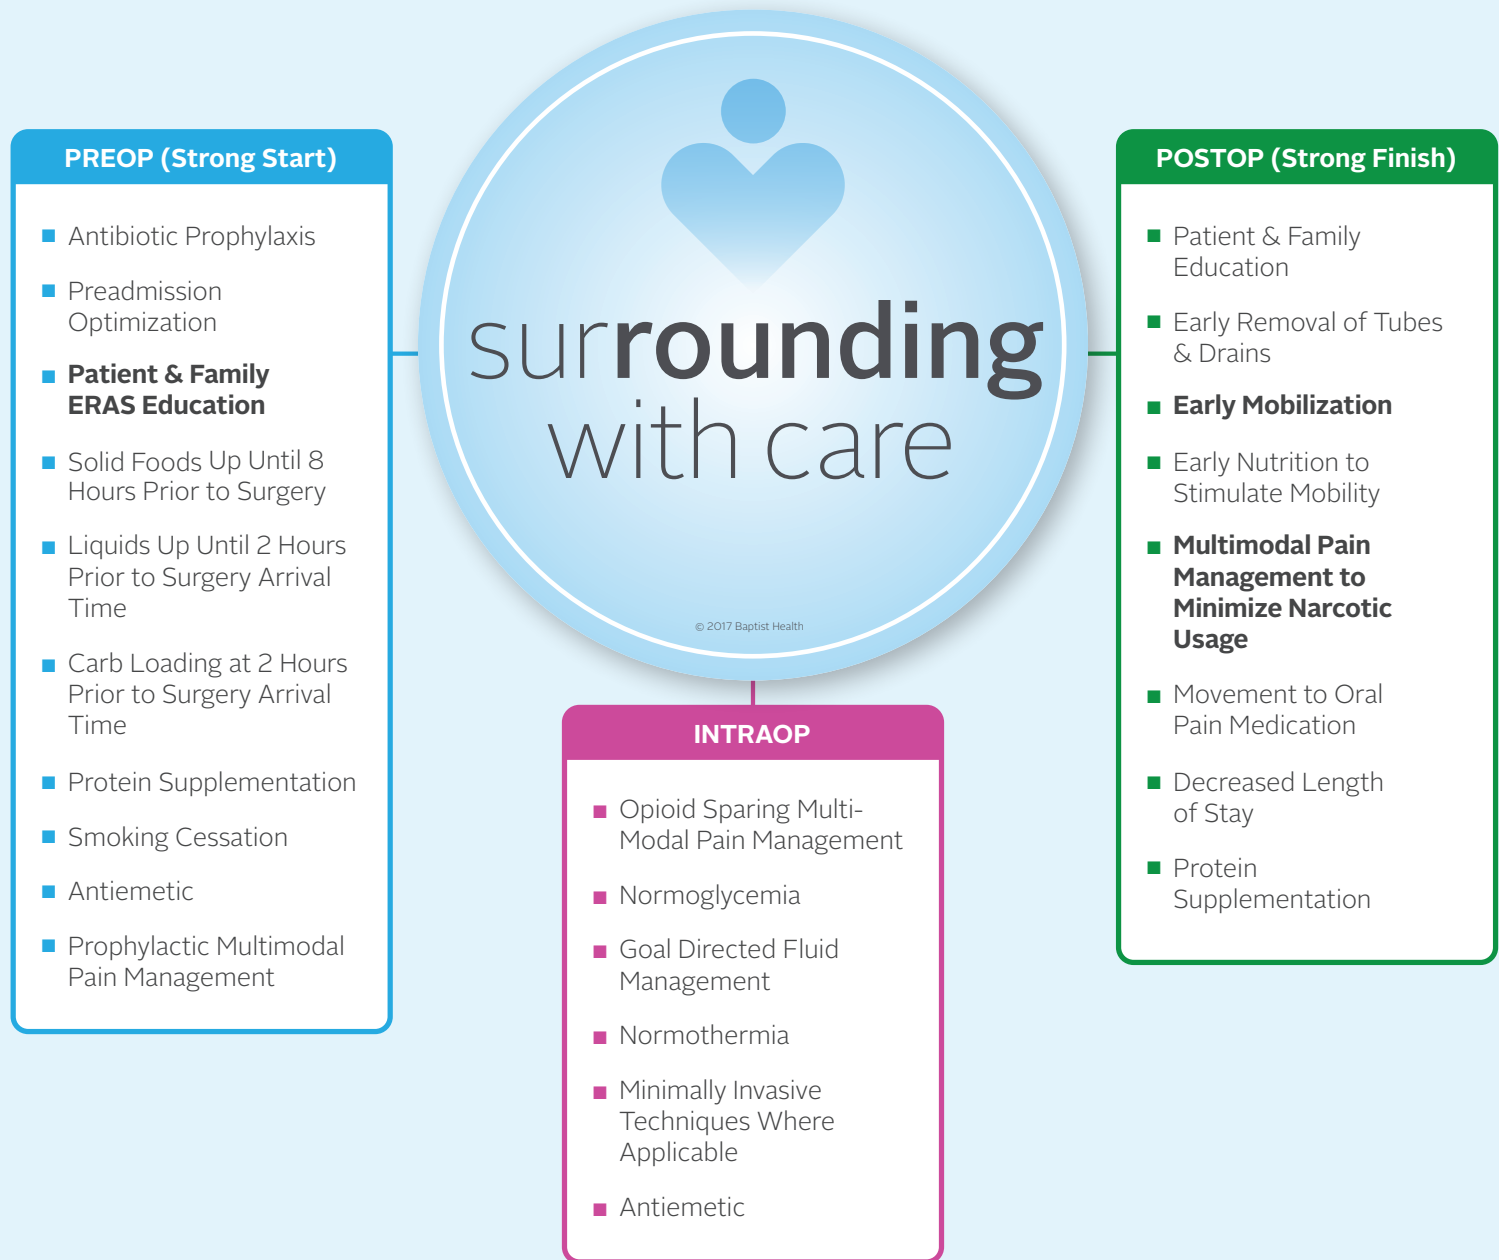 PREOP (Strong Start)
Antibiotic Prophylaxis
Preadmission
Optimization
Patient & Family
ERAS Education
Solid Foods Up Until 8
Hours Prior to Surgery
Liquids Up Until 2 Hours
Prior to Surgery Arrival
Time
Carb Loading at 2 Hours
Prior to Surgery Arrival
Time
Protein Supplementation
Smoking Cessation
Antiemetic
Prophylactic Multimodal
Pain Management
surrounding
with care
© 2017 Baptist Health
INTRAOP
Opioid Sparing Multi-
Modal Pain Management
Normoglycemia
Goal Directed Fluid
Management
Normothermia
Minimally Invasive
Techniques Where
Applicable
Antiemetic
POSTOP (Strong Finish)
Patient & Family
Education
Early Removal of Tubes
& Drains
Early Mobilization
Early Nutrition to
Stimulate Mobility
Multimodal Pain
Management to
Minimize Narcotic
Usage
Movement to Oral
Pain Medication
Decreased Length
of Stay
Protein
Supplementation